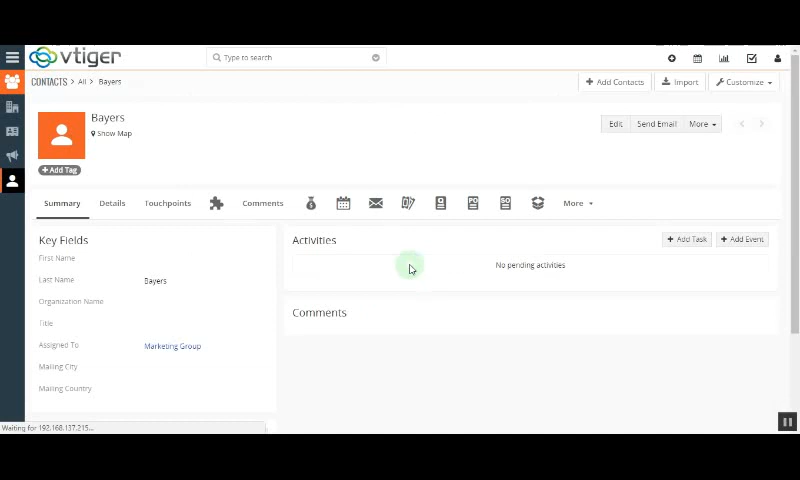 vtiger
Type to search
CONTACTS > All > Bayers
Add Contacts
Import
Customize
Bayers
Show Map
Edit
Send Email
More
Add Tag
Summary
Details
Touchpoints
Comments
Q
PO
SO
More
Key Fields
Activities
Add Task
Add Event
First Name
No pending activities
Last Name
Bayers
Organization Name
Comments
Title
Assigned To
Marketing Group
Mailing City
Mailing Country
Waiting for 192.168.137.215...